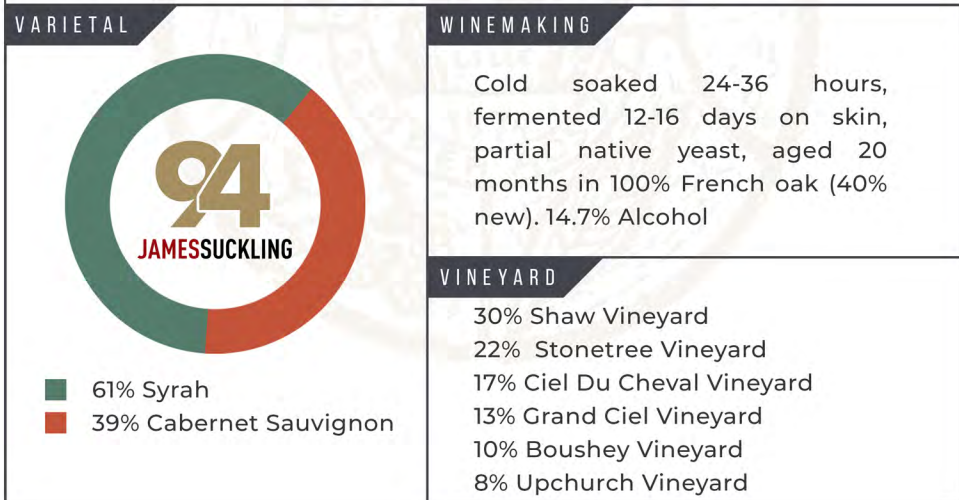 VARIETAL
94
JAMESSUCKLING
61% Syrah
39% Cabernet Sauvignon
WINEMAKING
Cold soaked 24-36 hours,
fermented 12-16 days on skin,
partial native yeast, aged 20
months in 100% French oak (40%
new). 14.7% Alcohol
VINEYARD
30% Shaw Vineyard
22% Stonetree Vineyard
17% Ciel Du Cheval Vineyard
13% Grand Ciel Vineyard
10% Boushey Vineyard
8% Upchurch Vineyard